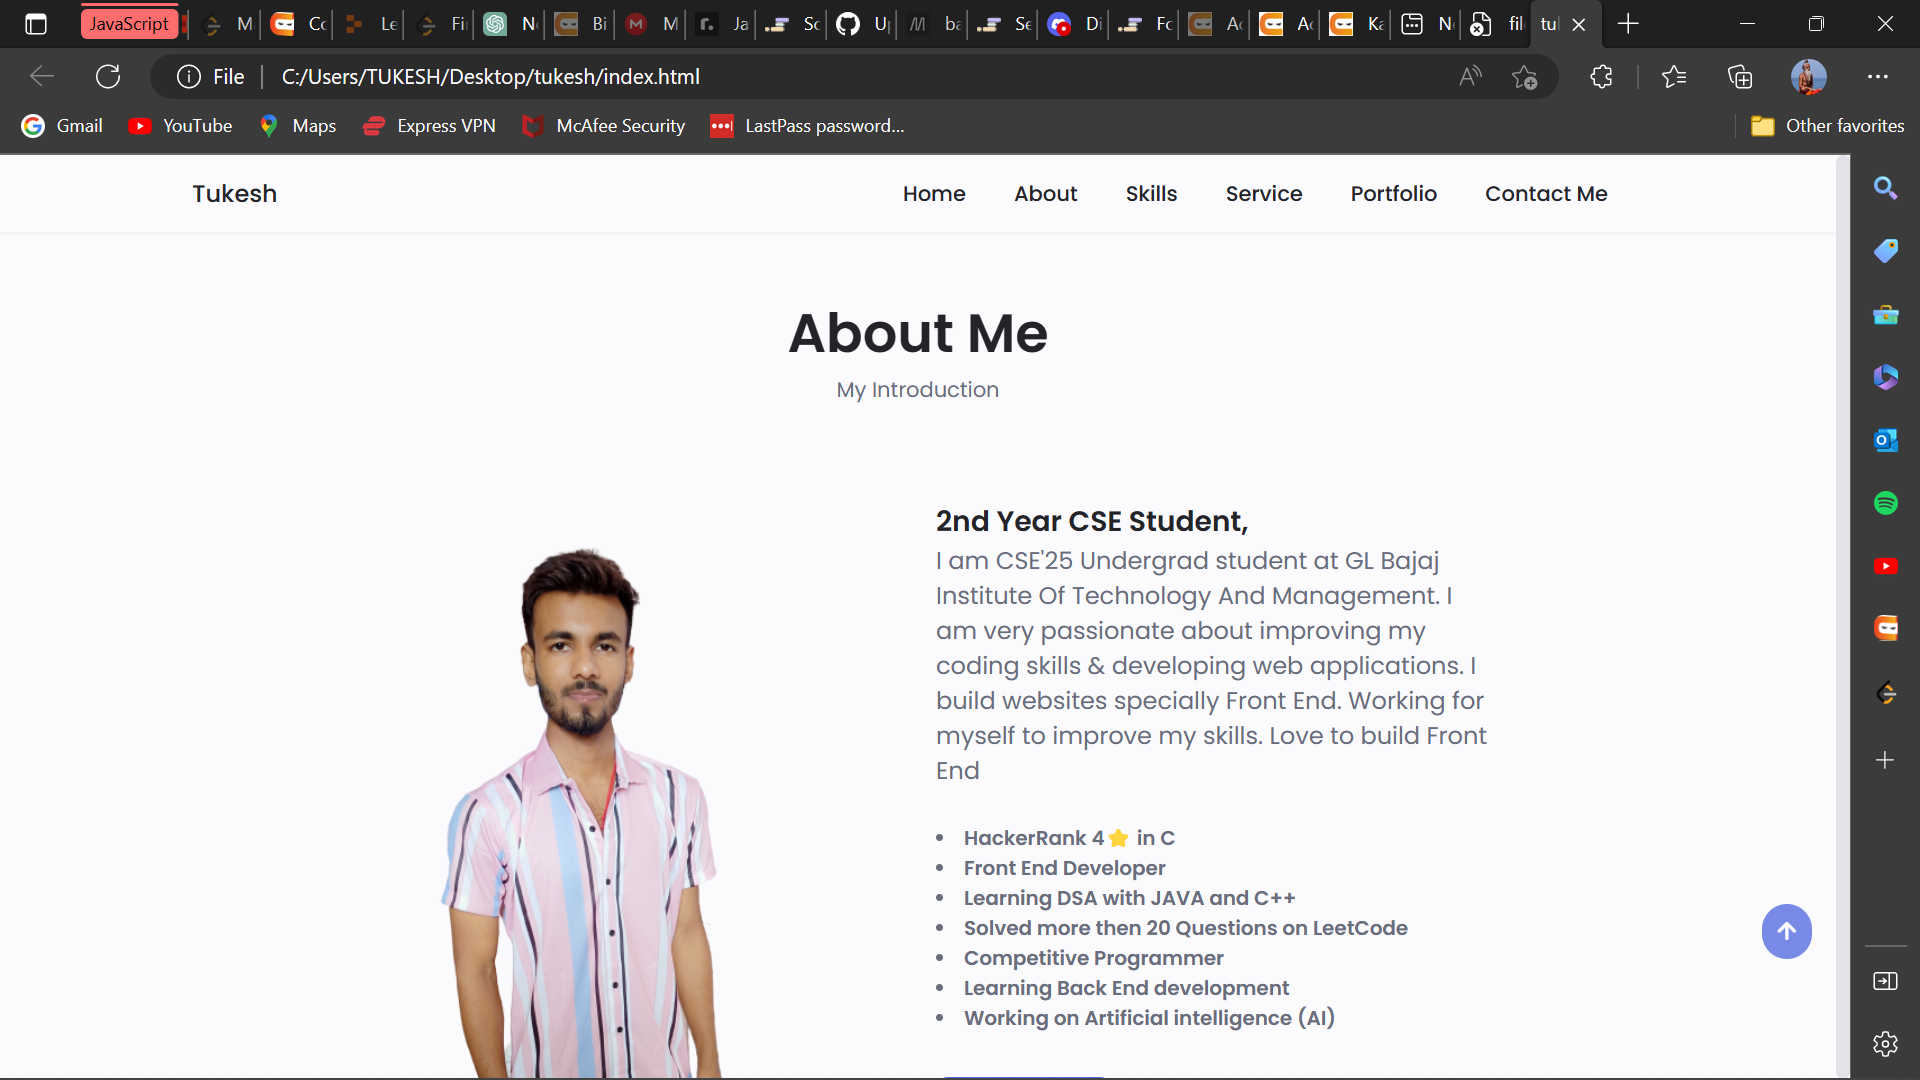 JavaScript M Co Le Fi N Bi M Ja Sc U ba Se Di Fc Ac Ac Ka N fil tul
File C:/Users/TUKESH/Desktop/tukesh/index.html
Gmail YouTube Maps Express VPN McAfee Security LastPass password... Other favorites
Tukesh Home About Skills Service Portfolio Contact Me
About Me
My Introduction
2nd Year CSE Student,
I am CSE'25 Undergrad student at GL Bajaj
Institute Of Technology And Management. I
am very passionate about improving my
coding skills & developing web applications. I
build websites specially Front End. Working for
myself to improve my skills. Love to build Front
End
HackerRank 4⭐ in C
Front End Developer
Learning DSA with JAVA and C++
Solved more then 20 Questions on LeetCode
Competitive Programmer
Learning Back End development
Working on Artificial intelligence (AI)